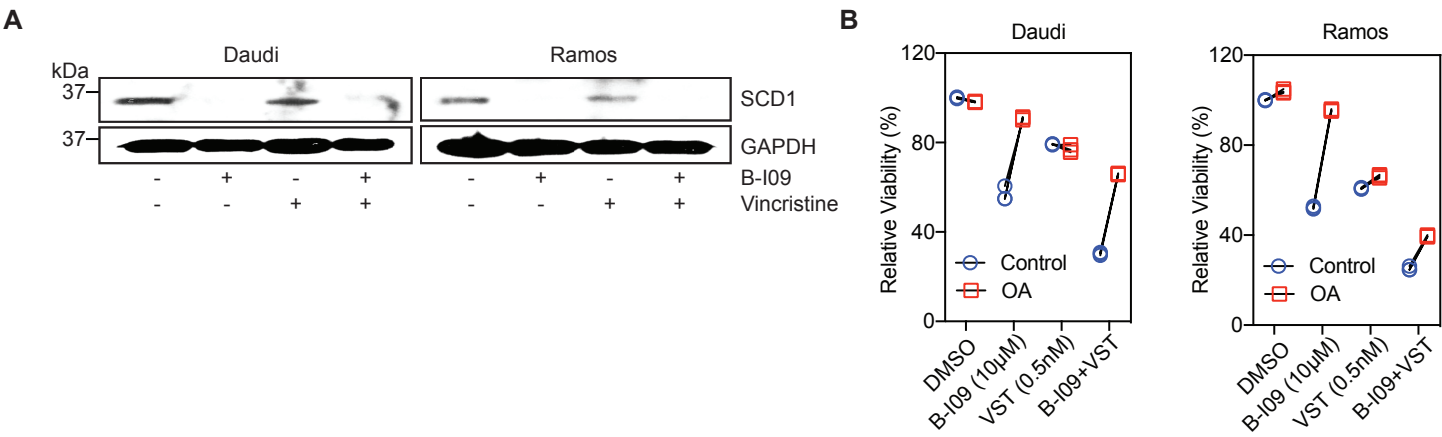 A
Daudi Ramos
kDa
37
SCD1
37
GAPDH
- + - + - + - + B-I09
- - + + - - + + Vincristine
B
Daudi
Relative Viability (%)
120
80
40
0
Control
OA
DMSO
B-I09 (10µM)
VST (0.5nM)
B-I09+VST
Ramos
Relative Viability (%)
120
80
40
0
Control
OA
DMSO
B-I09 (10µM)
VST (0.5nM)
B-I09+VST